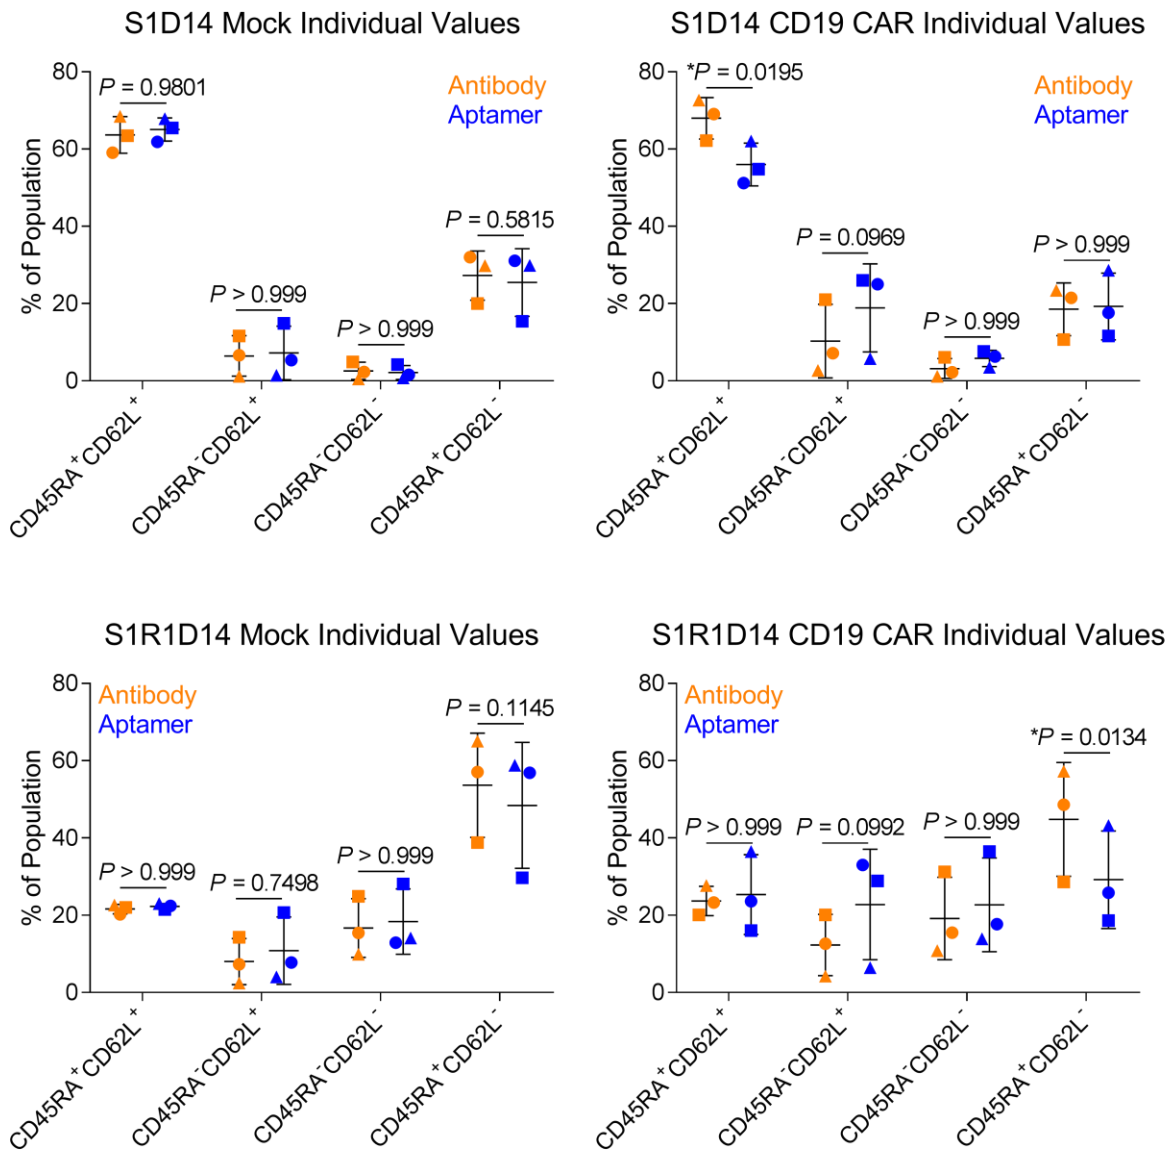 S1D14 Mock Individual Values
% of Population
80
60
40
20
0
Antibody
Aptamer
P = 0.9801
P > 0.999
P > 0.999
P = 0.5815
CD45RA⁺CD62L⁺
CD45RA⁻CD62L⁺
CD45RA⁻CD62L⁻
CD45RA⁺CD62L⁻
S1D14 CD19 CAR Individual Values
% of Population
80
60
40
20
0
Antibody
Aptamer
*P = 0.0195
P = 0.0969
P > 0.999
P > 0.999
CD45RA⁺CD62L⁺
CD45RA⁻CD62L⁺
CD45RA⁻CD62L⁻
CD45RA⁺CD62L⁻
S1R1D14 Mock Individual Values
% of Population
80
60
40
20
0
Antibody
Aptamer
P > 0.999
P = 0.7498
P > 0.999
P = 0.1145
CD45RA⁺CD62L⁺
CD45RA⁻CD62L⁺
CD45RA⁻CD62L⁻
CD45RA⁺CD62L⁻
S1R1D14 CD19 CAR Individual Values
% of Population
80
60
40
20
0
Antibody
Aptamer
P > 0.999
P = 0.0992
P > 0.999
*P = 0.0134
CD45RA⁺CD62L⁺
CD45RA⁻CD62L⁺
CD45RA⁻CD62L⁻
CD45RA⁺CD62L⁻